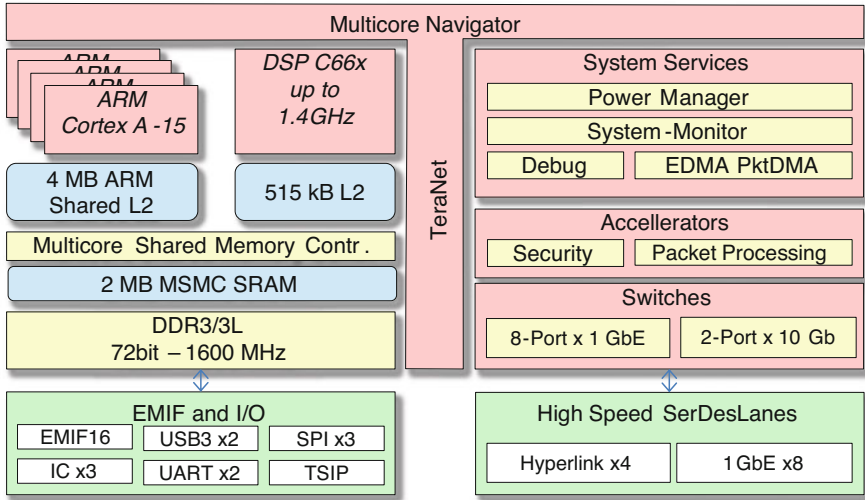 Multicore Navigator
ARM
ARM
ARM
ARM
Cortex A -15
DSP C66x
up to
1.4GHz
4 MB ARM
Shared L2
515 kB L2
Multicore Shared Memory Contr.
2 MB MSMC SRAM
DDR3/3L
72bit – 1600 MHz
EMIF and I/O
EMIF16
USB3 x2
SPI x3
IC x3
UART x2
TSIP
TeraNet
System Services
Power Manager
System-Monitor
Debug
EDMA PktDMA
Accellerators
Security
Packet Processing
Switches
8-Port x 1 GbE
2-Port x 10 Gb
High Speed SerDesLanes
Hyperlink x4
1GbE x8